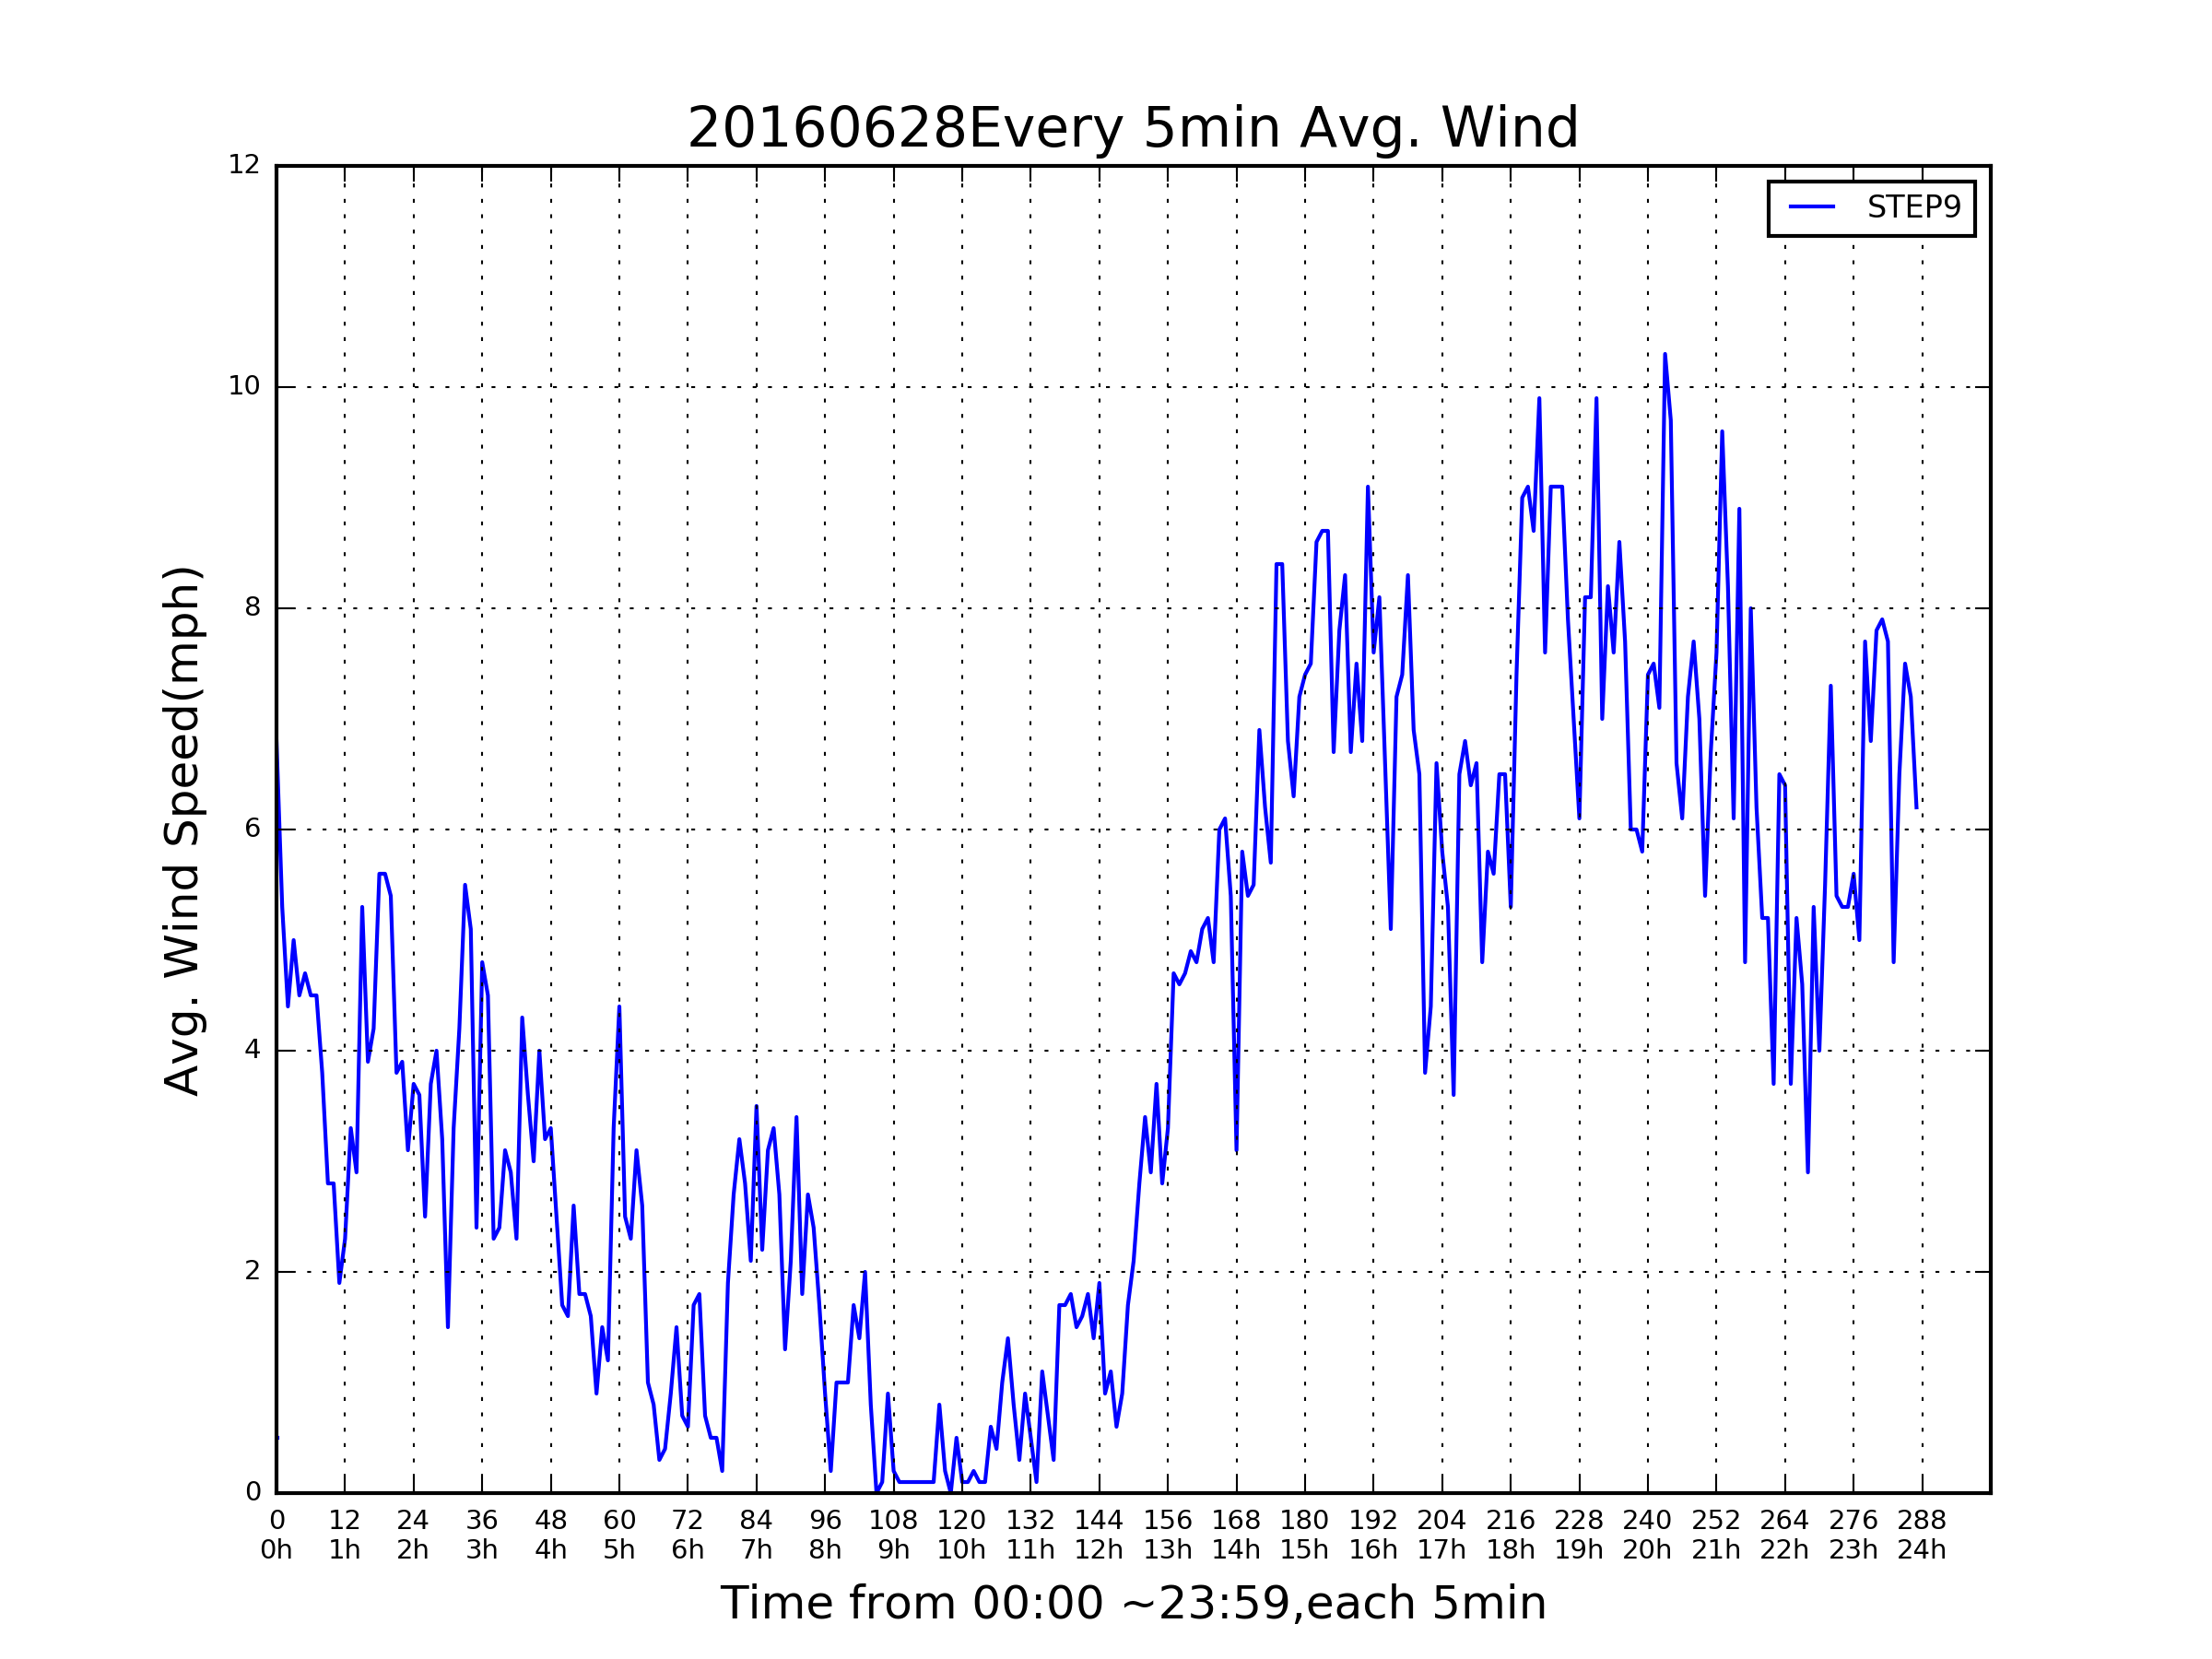 20160628Every 5min Avg. Wind
STEP9
Avg. Wind Speed(mph)
12
10
8
6
4
2
0
0 12 24 36 48 60 72 84 96 108 120 132 144 156 168 180 192 204 216 228 240 252 264 276 288
0h 1h 2h 3h 4h 5h 6h 7h 8h 9h 10h 11h 12h 13h 14h 15h 16h 17h 18h 19h 20h 21h 22h 23h 24h
Time from 00:00 ~23:59,each 5min